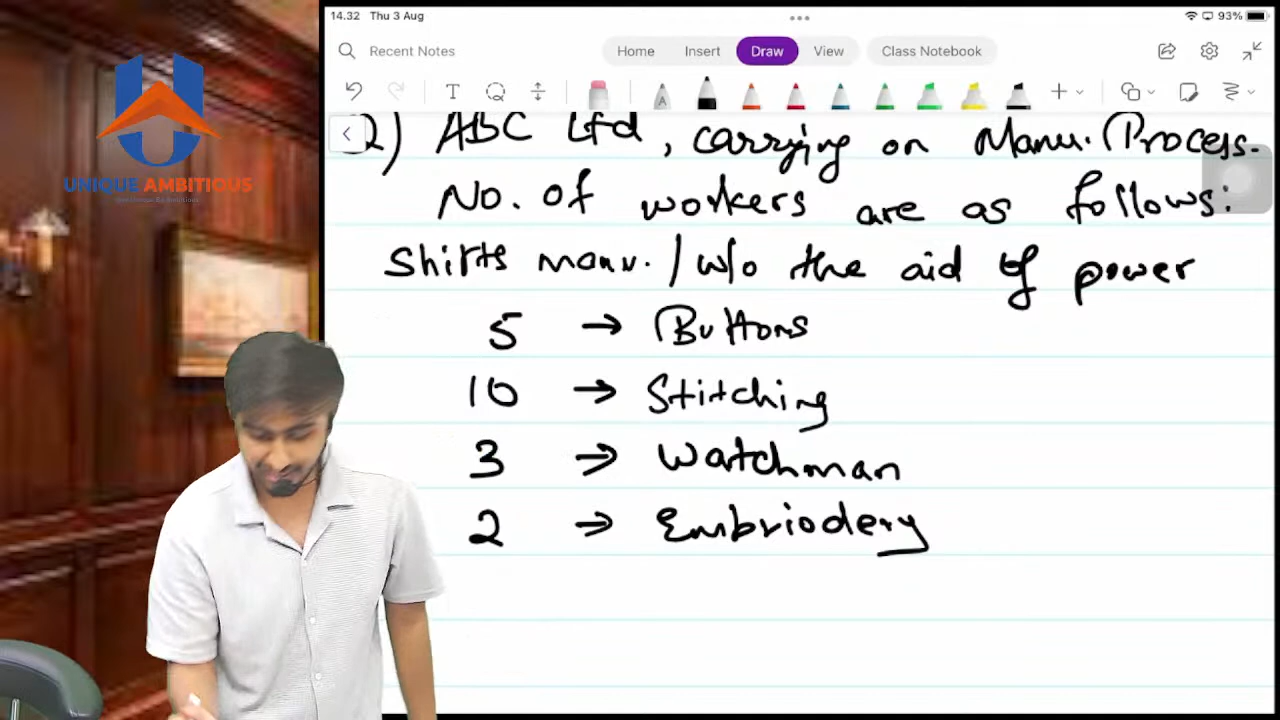 14.32 Thu 3 Aug
93%
Recent Notes
Home Insert Draw View Class Notebook
UNIQUE AMBITIOUS
2) ABC Ltd, carrying on Manu. Process.
No. of workers are as follows:
Shirts manu. / w/o the aid of power
5 → Buttons
10 → Stitching
3 → Watchman
2 → Embriodery